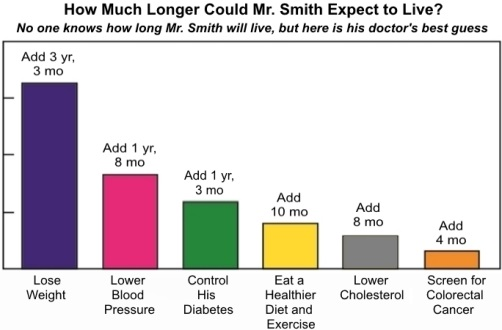 How Much Longer Could Mr. Smith Expect to Live?
No one knows how long Mr. Smith will live, but here is his doctor's best guess
Add 3 yr,
3 mo
Add 1 yr,
8 mo
Add 1 yr,
3 mo
Add
10 mo
Add
8 mo
Add
4 mo
Lose
Weight
Lower
Blood
Pressure
Control
His
Diabetes
Eat a
Healthier
Diet and
Exercise
Lower
Cholesterol
Screen for
Colorectal
Cancer